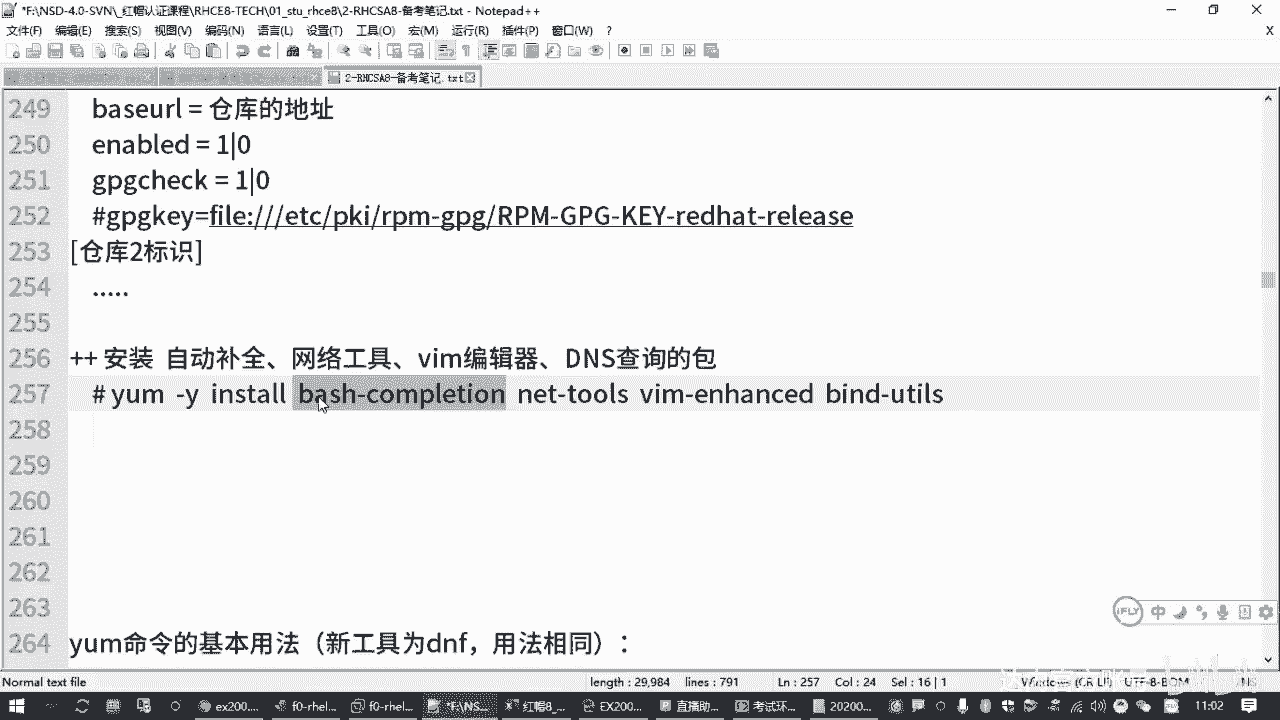 *F:\NSD-4.0-SVN\_红帽认证课程\RHCE8-TECH\01_stu_rhce8\2-RHCSA8-备考笔记.txt - Notepad++
文件(F) 编辑(E) 搜索(S) 视图(V) 编码(N) 语言(L) 设置(T) 工具(O) 宏(M) 运行(R) 插件(P) 窗口(W) ? X
2-RHCSA8-备考笔记.txt
249 baseurl = 仓库的地址
250 enabled = 1|0
251 gpgcheck = 1|0
252 #gpgkey=file:///etc/pki/rpm-gpg/RPM-GPG-KEY-redhat-release
253 [仓库2标识]
254 .....
255
256 ++ 安装 自动补全、网络工具、vim编辑器、DNS查询的包
257 # yum -y install bash-completion net-tools vim-enhanced bind-utils
258
259
260
261
262
263
264 yum命令的基本用法（新工具为dnf，用法相同）：
iFLY 中
Normal text file length : 29,984 lines : 791 Ln : 257 Col : 24 Sel : 16 | 1 Windows (CR LF) UTF-8-BOM INS
ex200... f0-rhel... f0-rhel... *F:\NS... 红帽8_... EX200... 直播助... 考试环... 20200... 中 11:02